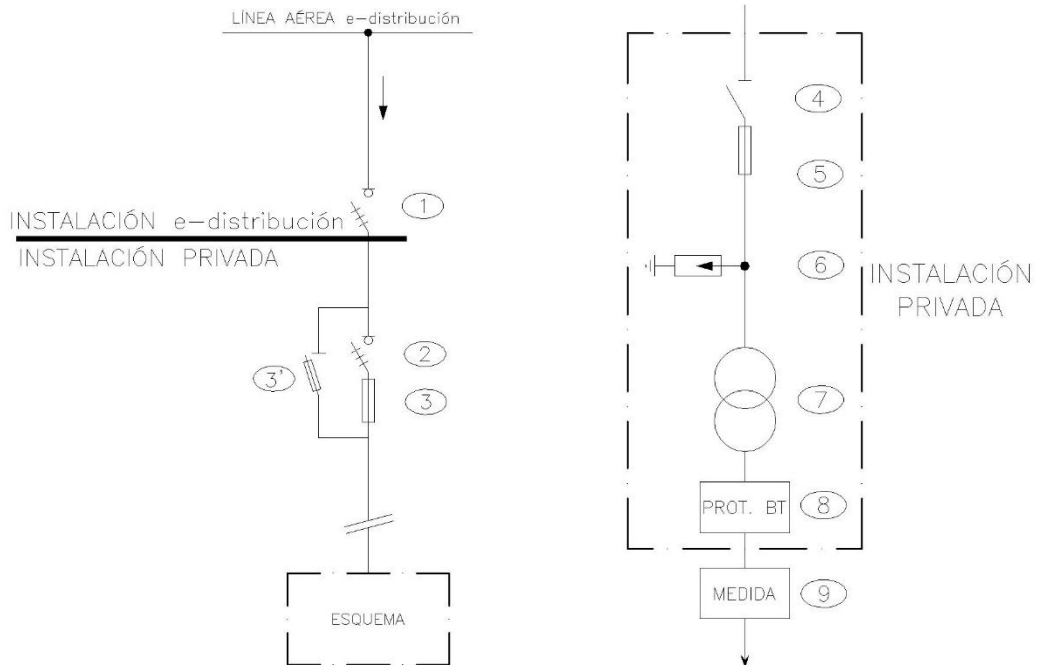 LÍNEA AÉREA e-distribución
1
INSTALACIÓN e-distribución
INSTALACIÓN PRIVADA
2
3'
3
ESQUEMA
4
5
6
INSTALACIÓN
PRIVADA
7
PROT. BT
8
MEDIDA
9